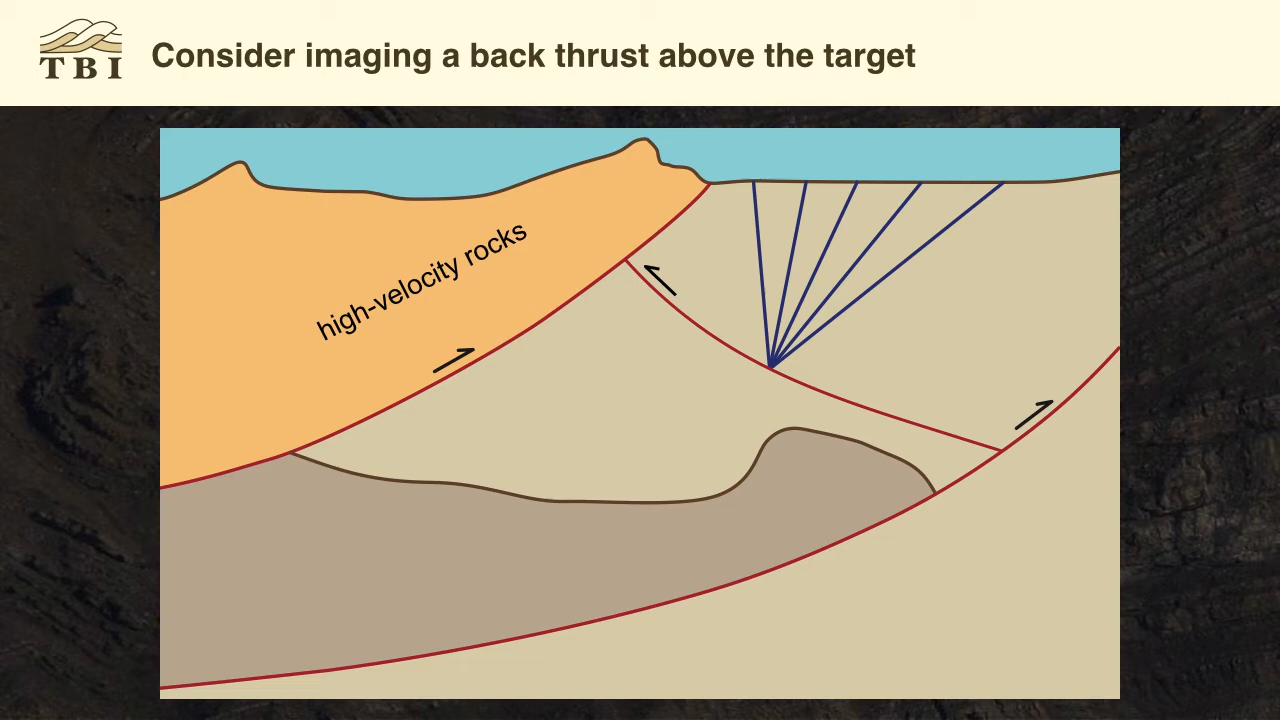 TBI
Consider imaging a back thrust above the target
high-velocity rocks